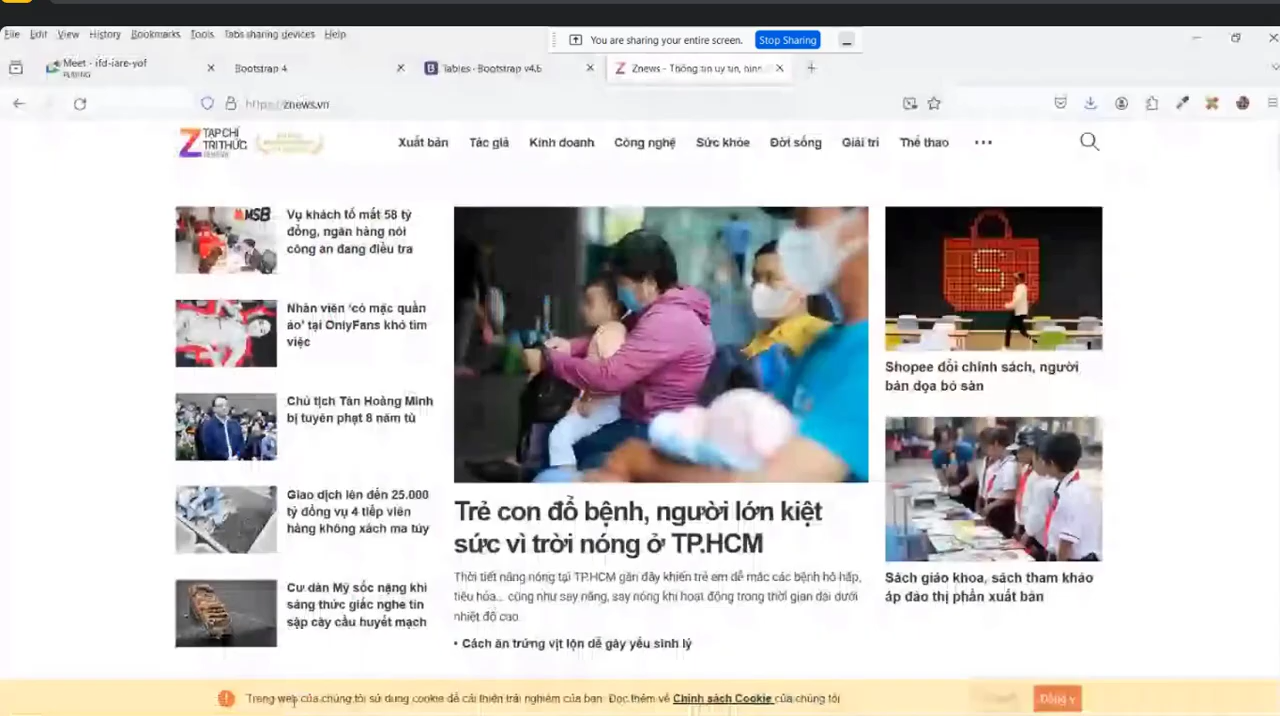 File Edit View History Bookmarks Tools Tabs sharing devices Help
You are sharing your entire screen. Stop Sharing
Meet - ifd-iare-yof
Bootstrap 4
Tables · Bootstrap v4.6
Znews - Thông tin uy tín, hình
https://znews.vn
TẠP CHÍ
TRI THỨC
Xuất bản Tác giả Kinh doanh Công nghệ Sức khỏe Đời sống Giải trí Thể thao
MSB
Vụ khách tố mất 58 tỷ
đồng, ngân hàng nói
công an đang điều tra
Nhân viên 'có mặc quần
áo' tại OnlyFans khó tìm
việc
Chủ tịch Tân Hoàng Minh
bị tuyên phạt 8 năm tù
Giao dịch lên đến 25.000
tỷ đồng vụ 4 tiếp viên
hàng không xách ma túy
Cư dân Mỹ sốc nặng khi
sáng thức giấc nghe tin
sập cây cầu huyết mạch
Trẻ con đổ bệnh, người lớn kiệt
sức vì trời nóng ở TP.HCM
Thời tiết nắng nóng tại TP.HCM gần đây khiến trẻ em dễ mắc các bệnh hô hấp,
tiêu hóa... cũng như say nắng, say nóng khi hoạt động trong thời gian dài dưới
nhiệt độ cao.
• Cách ăn trứng vịt lộn dễ gây yếu sinh lý
S
Shopee đổi chính sách, người
bán dọa bỏ sàn
Sách giáo khoa, sách tham khảo
áp đảo thị phần xuất bản
Trang web của chúng tôi sử dụng cookie để cải thiện trải nghiệm của bạn. Đọc thêm về Chính sách Cookie của chúng tôi
Đồng ý